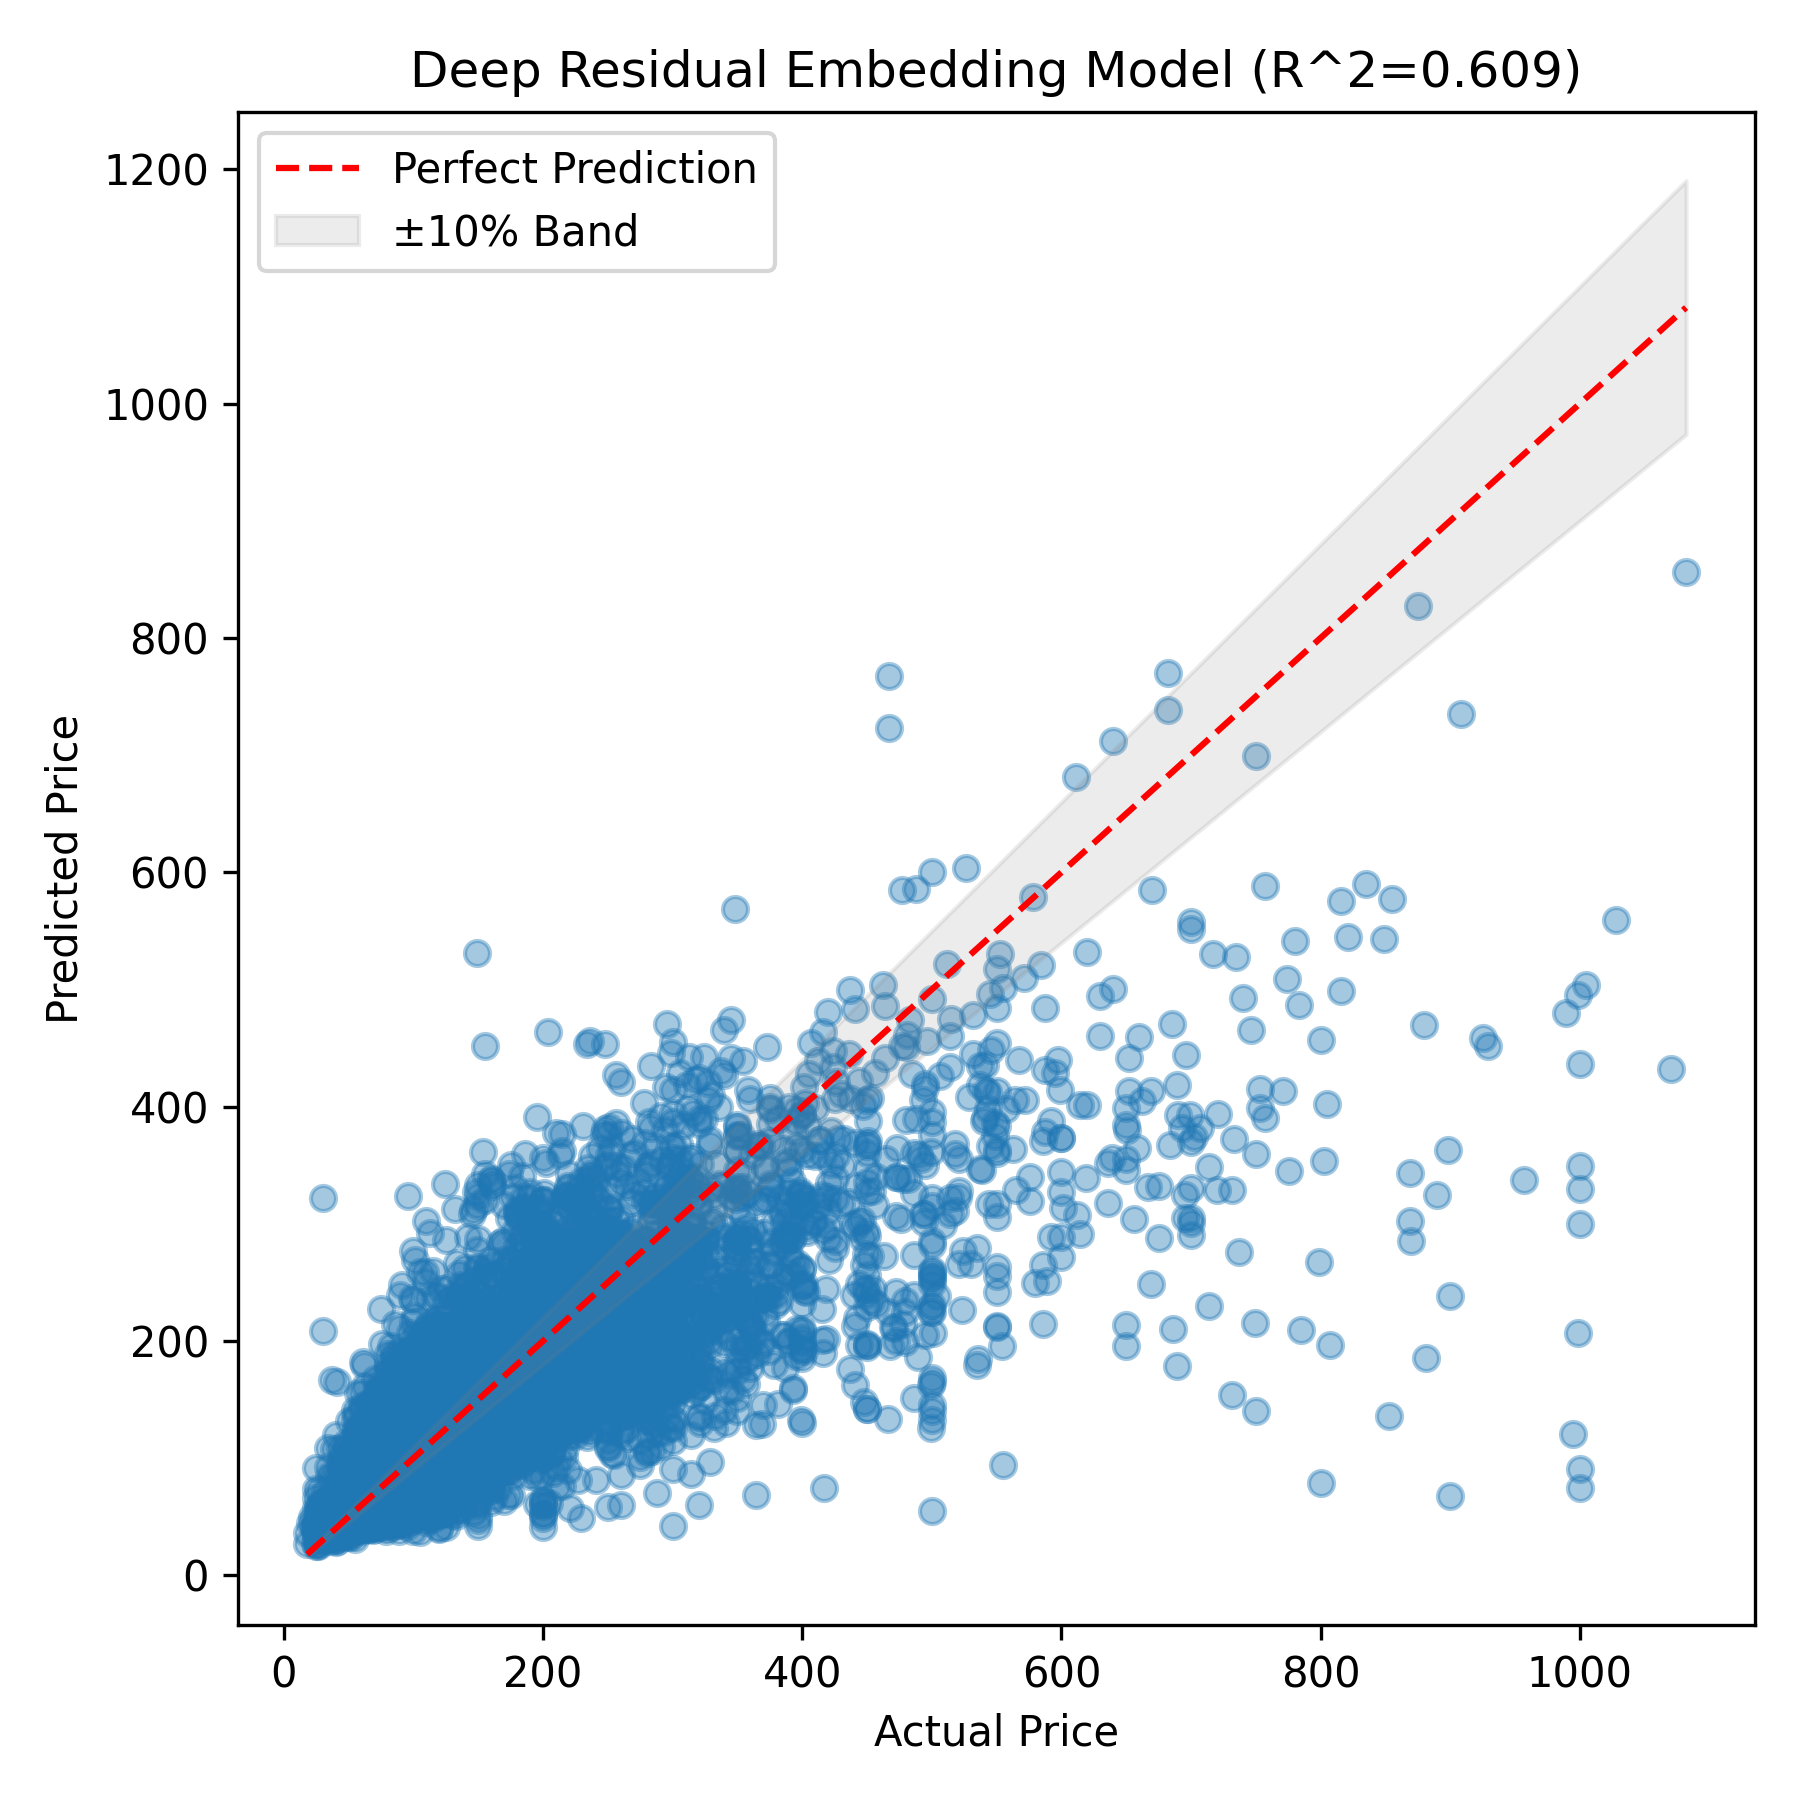 Deep Residual Embedding Model (R^2=0.609)
Perfect Prediction
±10% Band
Predicted Price
1200
1000
800
600
400
200
0
0 200 400 600 800 1000
Actual Price